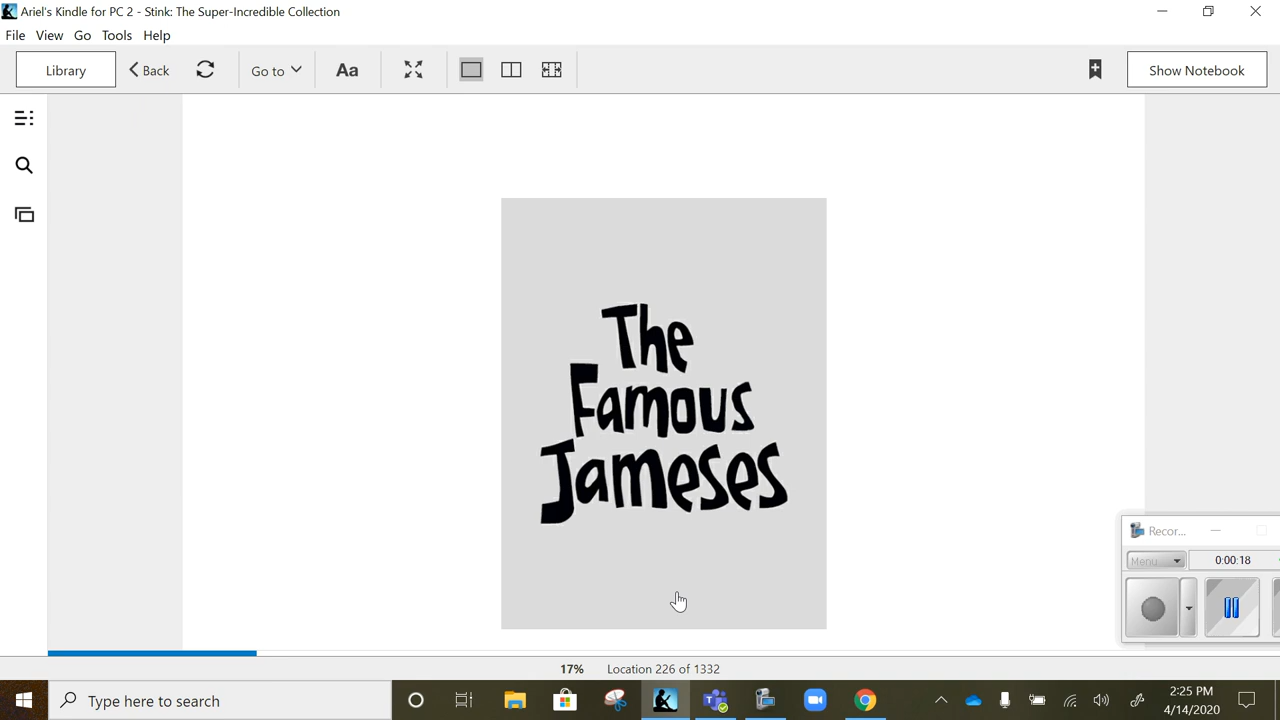 Ariel's Kindle for PC 2 - Stink: The Super-Incredible Collection
File View Go Tools Help
Library Back Go to Aa Show Notebook
The
Famous
Jameses
Recor...
Menu 0:00:18
17% Location 226 of 1332
Type here to search
2:25 PM
4/14/2020